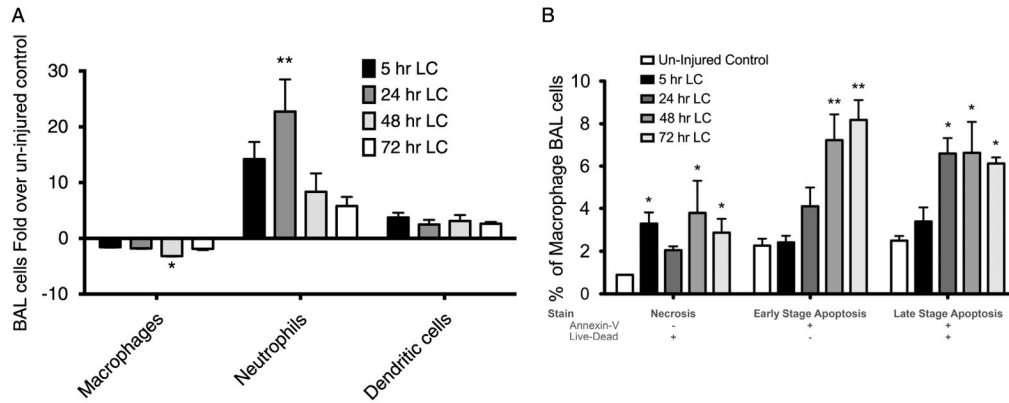 A
BAL cells Fold over un-injured control
30
20
10
0
-10
**
*
5 hr LC
24 hr LC
48 hr LC
72 hr LC
Macrophages
Neutrophils
Dendritic cells
B
% of Macrophage BAL cells
10
8
6
4
2
0
Un-Injured Control
5 hr LC
24 hr LC
48 hr LC
72 hr LC
* * *
** **
* * *
Stain Necrosis Early Stage Apoptosis Late Stage Apoptosis
Annexin-V - + +
Live-Dead + - +